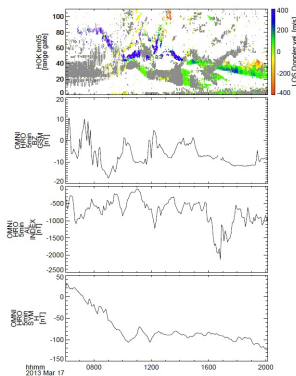 HOK bm05
[range gate]
100
80
60
40
20
0
400
200
0
-200
-400
LOS Doppler vel. [m/s]
OMNI
HRO
5min
GSM
[nT]
20
10
0
-10
-20
OMNI
HRO
5min
INDEX
[nT]
0
-500
-1000
-1500
-2000
-2500
OMNI
HRO
5min
SYM
H
[nT]
50
0
-50
-100
-150
hhmm 0800 1200 1600 2000
2013 Mar 17